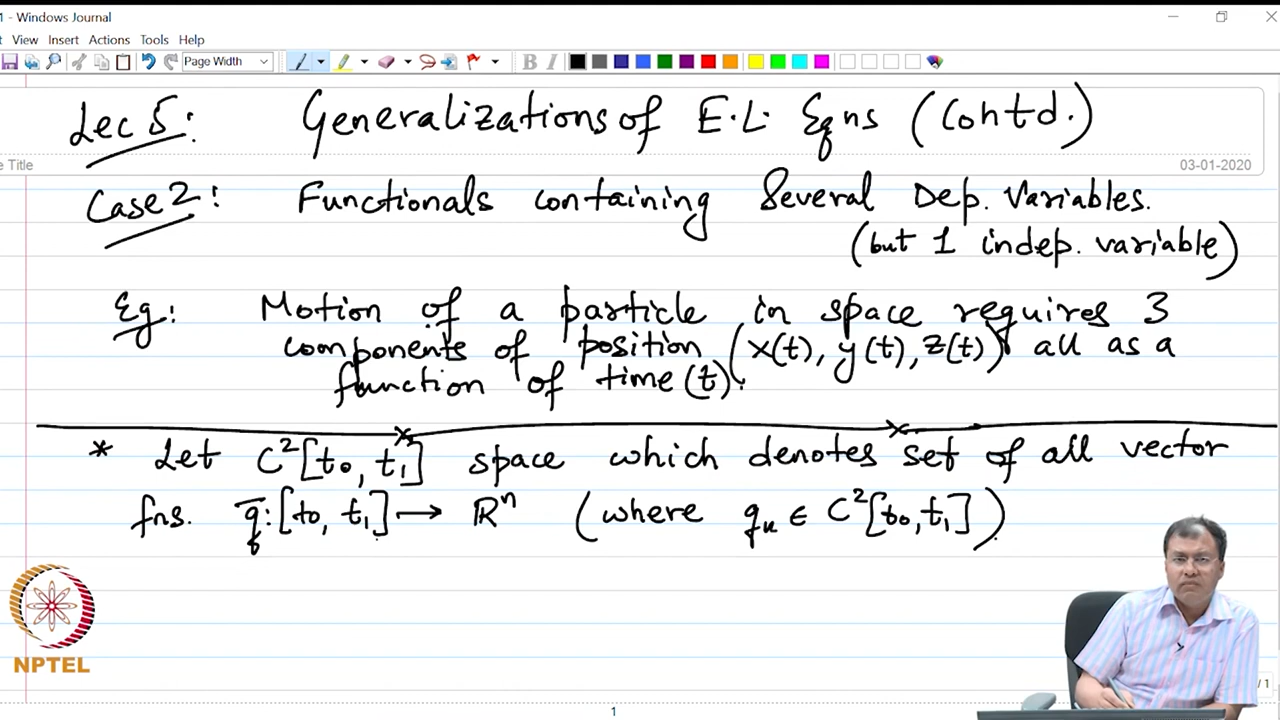 1 - Windows Journal
View Insert Actions Tools Help
Page Width
Lec 5: Generalizations of E.L. Eqns (Contd.)
e Title
03-01-2020
Case 2: Functionals containing Several Dep. Variables.
(but 1 indep. variable)
Eg: Motion of a particle in space requires 3
components of position (x(t), y(t), z(t)) all as a
function of time (t).
* Let C²[t₀, t₁] space which denotes set of all vector
fns. q̄:[t₀, t₁] → ℝⁿ (where qₖ ∈ C²[t₀, t₁])
NPTEL
/ 1
1